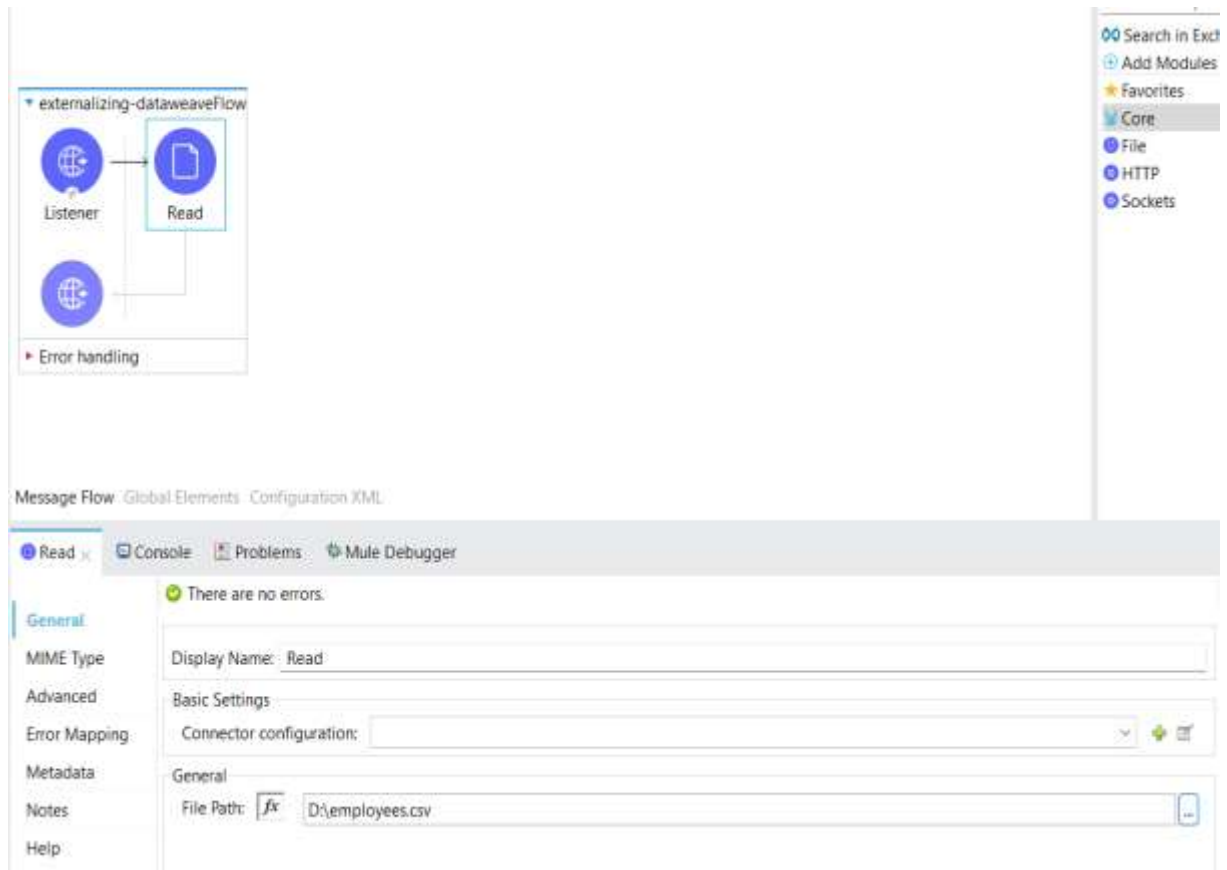 Search in Exch
Add Modules
Favorites
externalizing-dataweaveFlow
Core
File
HTTP
Sockets
Listener
Read
Error handling
Message Flow Global Elements Configuration XML
Read Console Problems Mule Debugger
There are no errors.
General
MIME Type
Display Name: Read
Advanced
Basic Settings
Error Mapping
Connector configuration:
Metadata
General
Notes
File Path: fx D:\employees.csv ...
Help